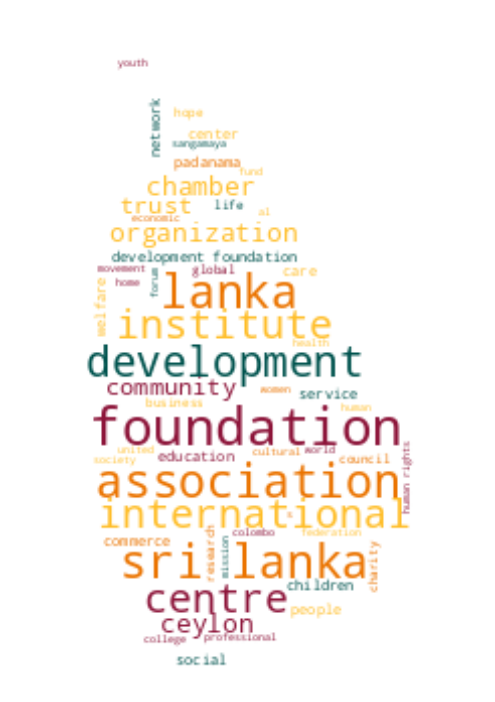 youth
network
hope
center
sangamaya
padanama
fund
chamber
trust
life
al
economic
organization
development foundation
movement
global
care
home
forum
welfare
lanka
institute
health
development
community
women
service
business
human
foundation
united
society
education
cultural
world
council
human rights
association
international
s
commerce
research
mission
colombo
federation
sri lanka
charity
children
centre
people
ceylon
college
professional
social